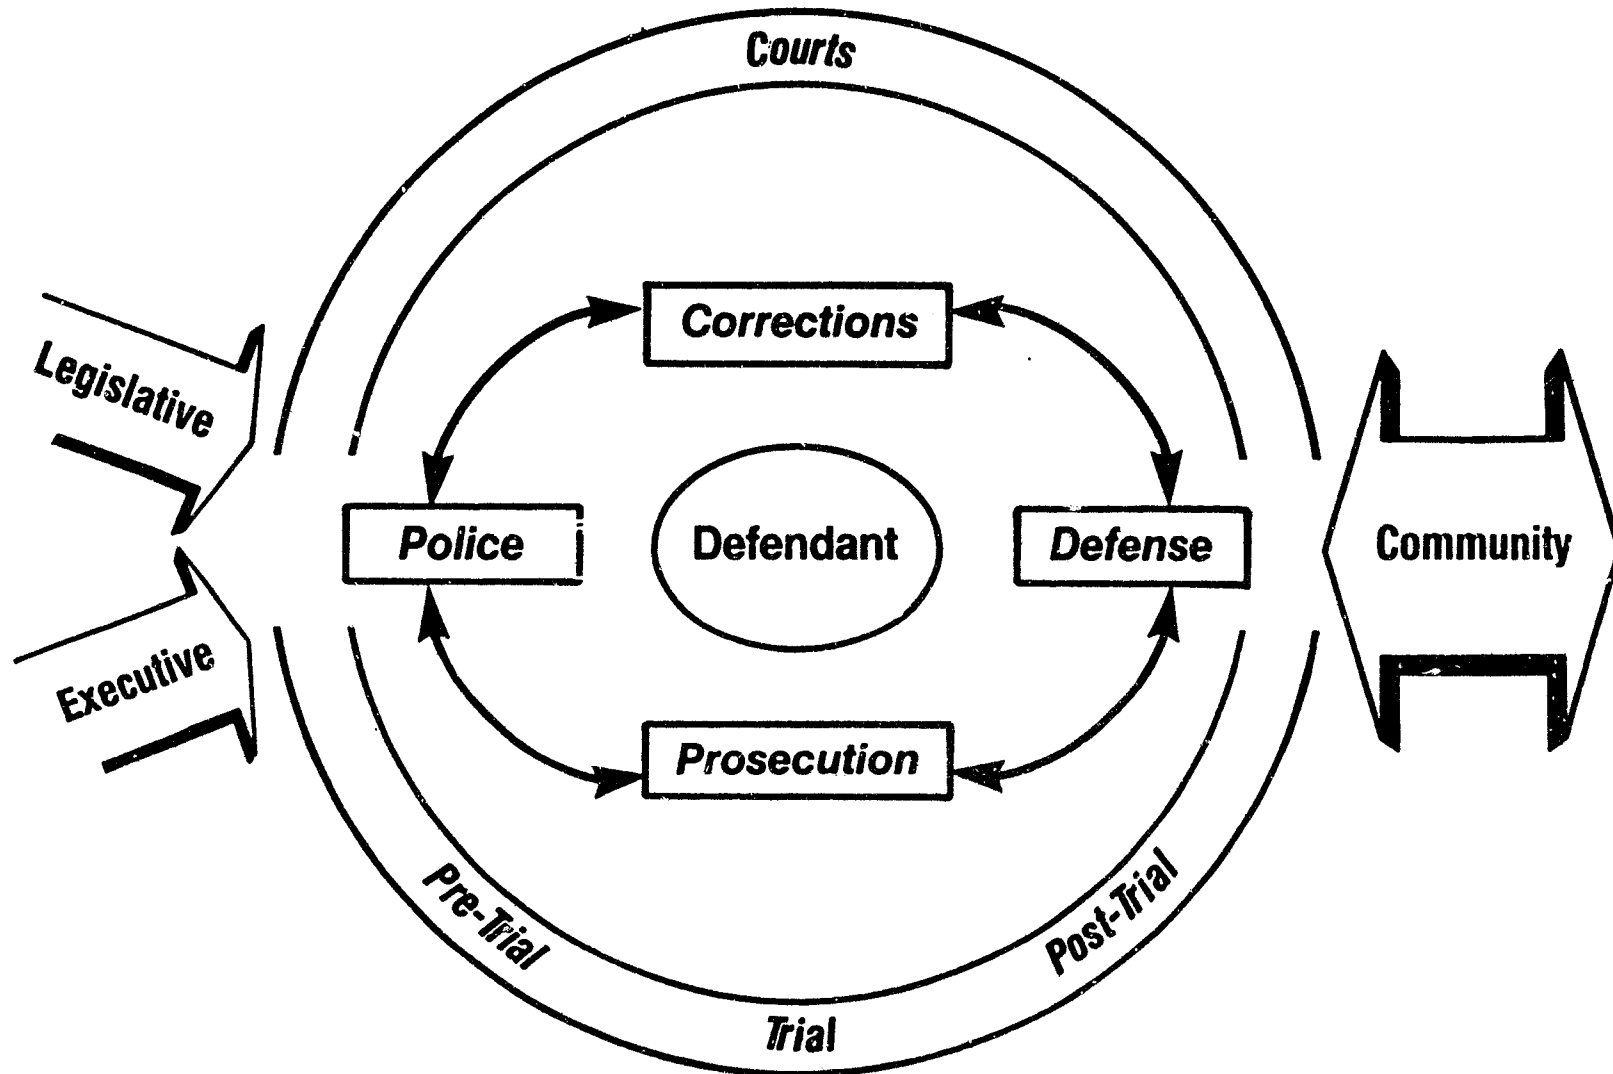 Courts
Corrections
Legislative
Police
Defendant
Defense
Community
Executive
Prosecution
Pre-Trial
Post-Trial
Trial